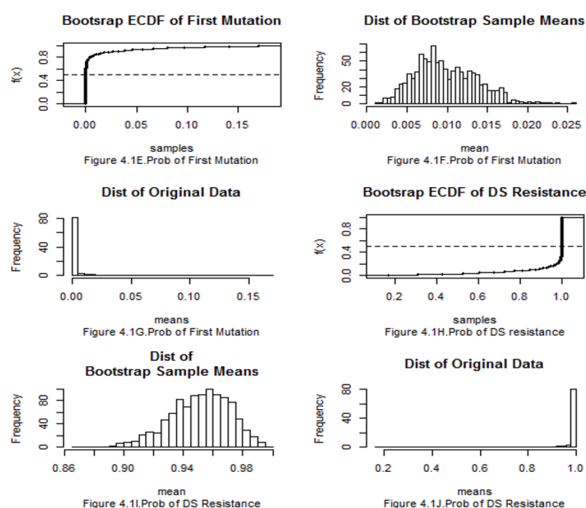 Bootsrap ECDF of First Mutation
f(x)
0.0 0.4 0.8
0.00 0.05 0.10 0.15
samples
Figure 4.1E.Prob of First Mutation
Dist of Bootstrap Sample Means
Frequency
0 20 50
0.000 0.005 0.010 0.015 0.020 0.025
mean
Figure 4.1F.Prob of First Mutation
Dist of Original Data
Frequency
0 40 80
0.00 0.05 0.10 0.15
means
Figure 4.1G.Prob of First Mutation
Bootsrap ECDF of DS Resistance
f(x)
0.0 0.4 0.8
0.2 0.4 0.6 0.8 1.0
samples
Figure 4.1H.Prob of DS resistance
Dist of
Bootstrap Sample Means
Frequency
0 40 80
0.86 0.90 0.94 0.98
mean
Figure 4.1I.Prob of DS Resistance
Dist of Original Data
Frequency
0 40 80
0.2 0.4 0.6 0.8 1.0
means
Figure 4.1J.Prob of DS Resistance